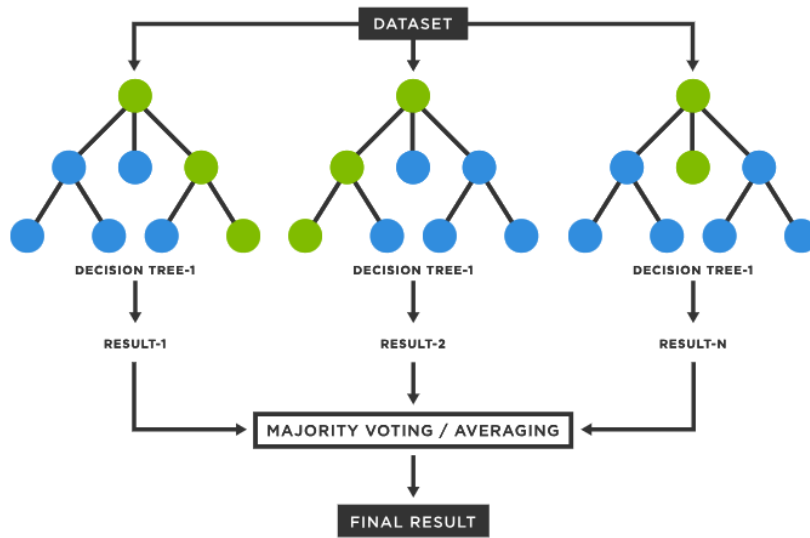 DATASET
DECISION TREE-1
DECISION TREE-1
DECISION TREE-1
RESULT-1
RESULT-2
RESULT-N
MAJORITY VOTING / AVERAGING
FINAL RESULT